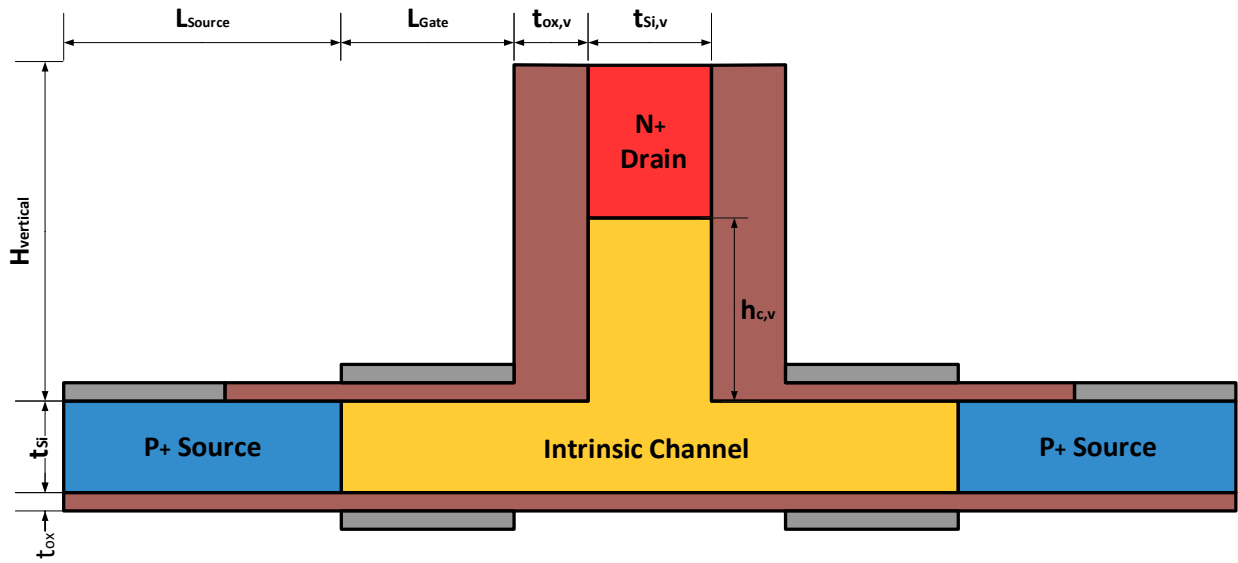 LSource
LGate
tox,v
tSi,v
N+
Drain
Hvertical
hc,v
P+ Source
Intrinsic Channel
P+ Source
tSi
tox